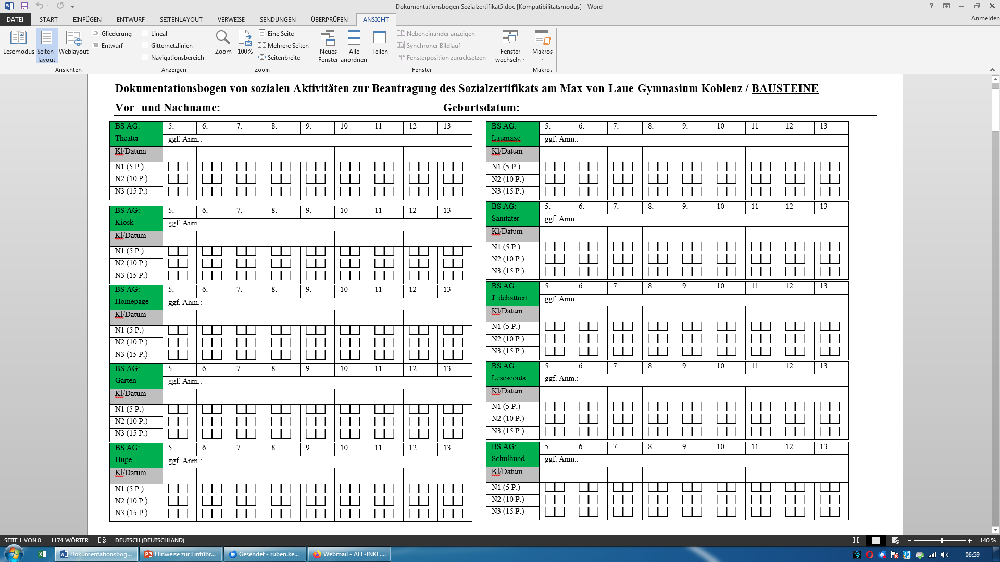 Dokumentationsbogen Sozialzertifikat5.doc [Kompatibilitätsmodus] - Word
DATEI START EINFÜGEN ENTWURF SEITENLAYOUT VERWEISE SENDUNGEN ÜBERPRÜFEN ANSICHT Anmelden
Lesemodus Seiten-layout Weblayout Gliederung Entwurf
Ansichten
Lineal
Gitternetzlinien
Navigationsbereich
Anzeigen
Zoom 100% Eine Seite Mehrere Seiten Seitenbreite
Zoom
Neues Fenster Alle anordnen Teilen
Nebeneinander anzeigen
Synchroner Bildlauf
Fensterposition zurücksetzen
Fenster wechseln
Fenster
Makros
Makros
Dokumentationsbogen von sozialen Aktivitäten zur Beantragung des Sozialzertifikats am Max-von-Laue-Gymnasium Koblenz / BAUSTEINE
Vor- und Nachname: Geburtsdatum:
BS AG: 5. 6. 7. 8. 9. 10 11 12 13
Theater ggf. Anm.:
Kl/Datum
N1 (5 P.)
N2 (10 P.)
N3 (15 P.)
BS AG: 5. 6. 7. 8. 9. 10 11 12 13
Kiosk ggf. Anm.:
Kl/Datum
N1 (5 P.)
N2 (10 P.)
N3 (15 P.)
BS AG: 5. 6. 7. 8. 9. 10 11 12 13
Homepage ggf. Anm.:
Kl/Datum
N1 (5 P.)
N2 (10 P.)
N3 (15 P.)
BS AG: 5. 6. 7. 8. 9. 10 11 12 13
Garten ggf. Anm.:
Kl/Datum
N1 (5 P.)
N2 (10 P.)
N3 (15 P.)
BS AG: 5. 6. 7. 8. 9. 10 11 12 13
Hupe ggf. Anm.:
Kl/Datum
N1 (5 P.)
N2 (10 P.)
N3 (15 P.)
BS AG: 5. 6. 7. 8. 9. 10 11 12 13
Laumäxe ggf. Anm.:
Kl/Datum
N1 (5 P.)
N2 (10 P.)
N3 (15 P.)
BS AG: 5. 6. 7. 8. 9. 10 11 12 13
Sanitäter ggf. Anm.:
Kl/Datum
N1 (5 P.)
N2 (10 P.)
N3 (15 P.)
BS AG: 5. 6. 7. 8. 9. 10 11 12 13
J. debattiert ggf. Anm.:
Kl/Datum
N1 (5 P.)
N2 (10 P.)
N3 (15 P.)
BS AG: 5. 6. 7. 8. 9. 10 11 12 13
Lesescouts ggf. Anm.:
Kl/Datum
N1 (5 P.)
N2 (10 P.)
N3 (15 P.)
BS AG: 5. 6. 7. 8. 9. 10 11 12 13
Schulhund ggf. Anm.:
Kl/Datum
N1 (5 P.)
N2 (10 P.)
N3 (15 P.)
SEITE 1 VON 8 1174 WÖRTER DEUTSCH (DEUTSCHLAND) 140 %
Dokumentationsbog... Hinweise zur Einführ... Gesendet - ruben.ke... Webmail - ALL-INKL.... 06:59